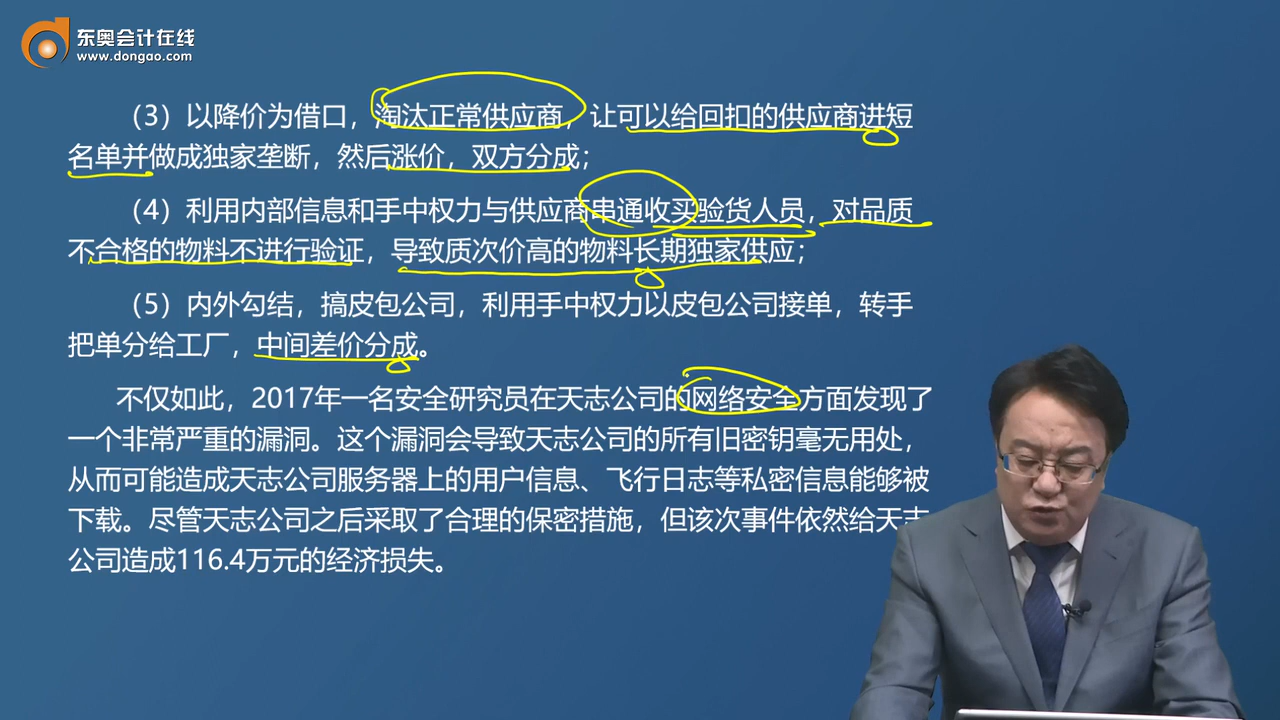 东奥会计在线
www.dongao.com
（3）以降价为借口，淘汰正常供应商，让可以给回扣的供应商进短
名单并做成独家垄断，然后涨价，双方分成；
（4）利用内部信息和手中权力与供应商串通收买验货人员，对品质
不合格的物料不进行验证，导致质次价高的物料长期独家供应；
（5）内外勾结，搞皮包公司，利用手中权力以皮包公司接单，转手
把单分给工厂，中间差价分成。
不仅如此，2017年一名安全研究员在天志公司的网络安全方面发现了
一个非常严重的漏洞。这个漏洞会导致天志公司的所有旧密钥毫无用处，
从而可能造成天志公司服务器上的用户信息、飞行日志等私密信息能够被
下载。尽管天志公司之后采取了合理的保密措施，但该次事件依然给天志
公司造成116.4万元的经济损失。